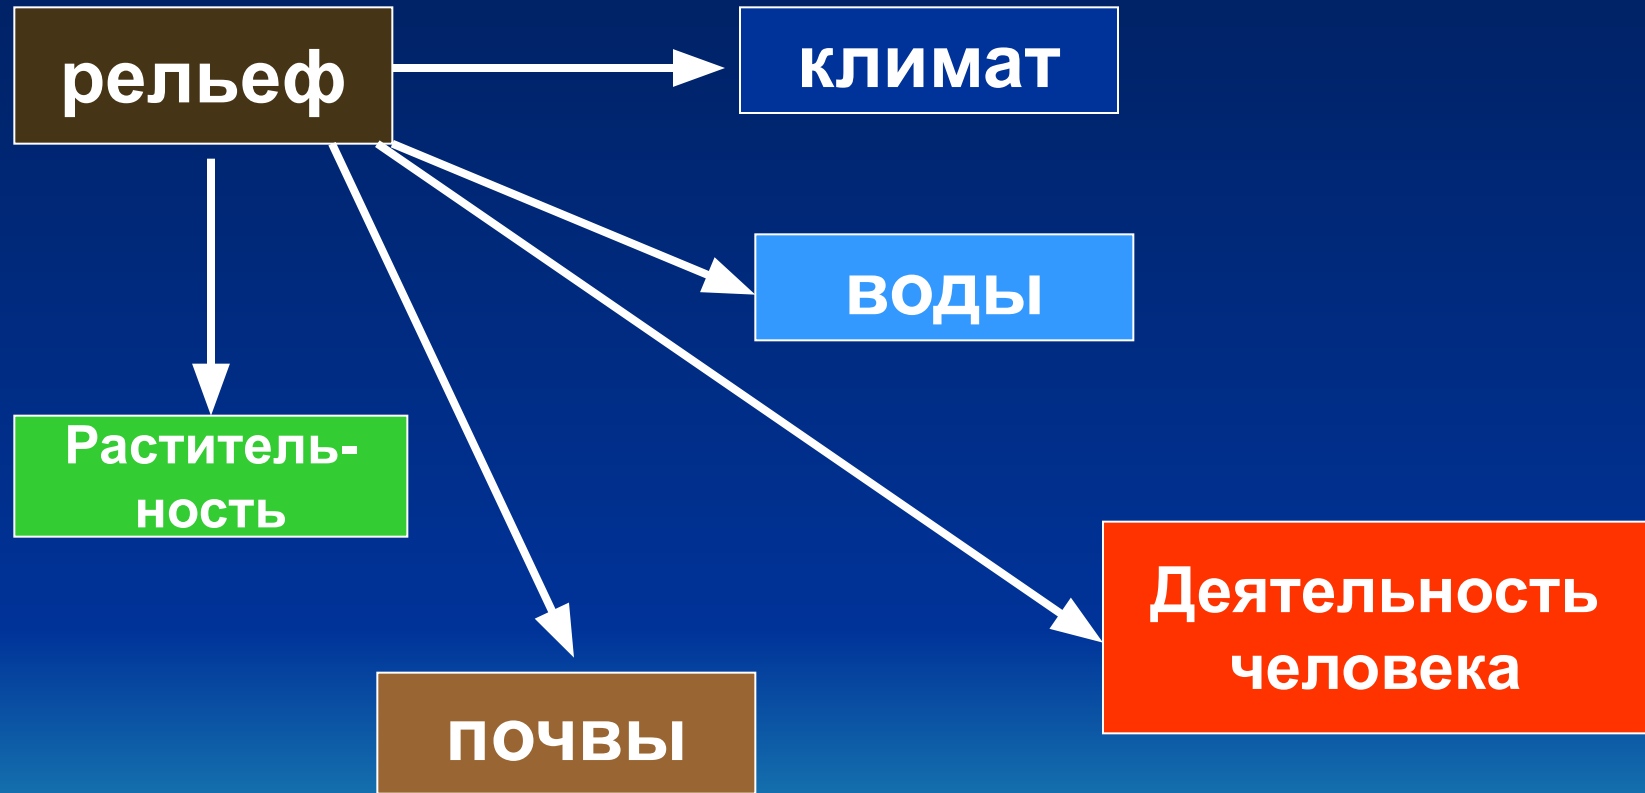 рельеф
климат
воды
Раститель-
ность
Деятельность
человека
почвы